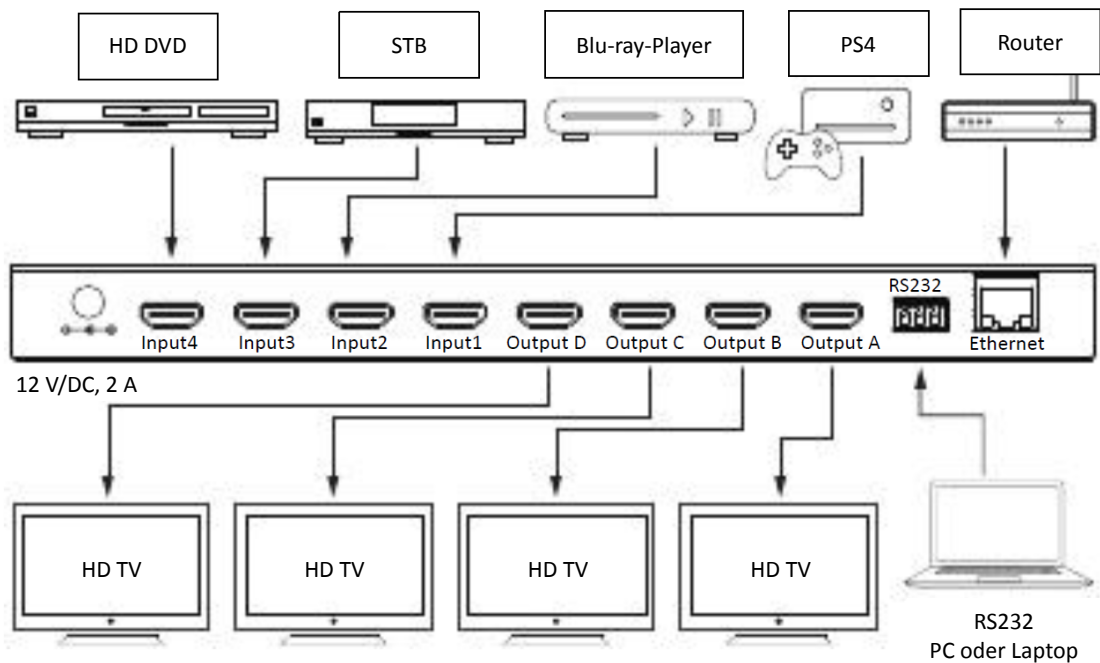 HD DVD
STB
Blu-ray-Player
PS4
Router
RS232
Input4
Input3
Input2
Input1
Output D
Output C
Output B
Output A
Ethernet
12 V/DC, 2 A
HD TV
HD TV
HD TV
HD TV
RS232
PC oder Laptop